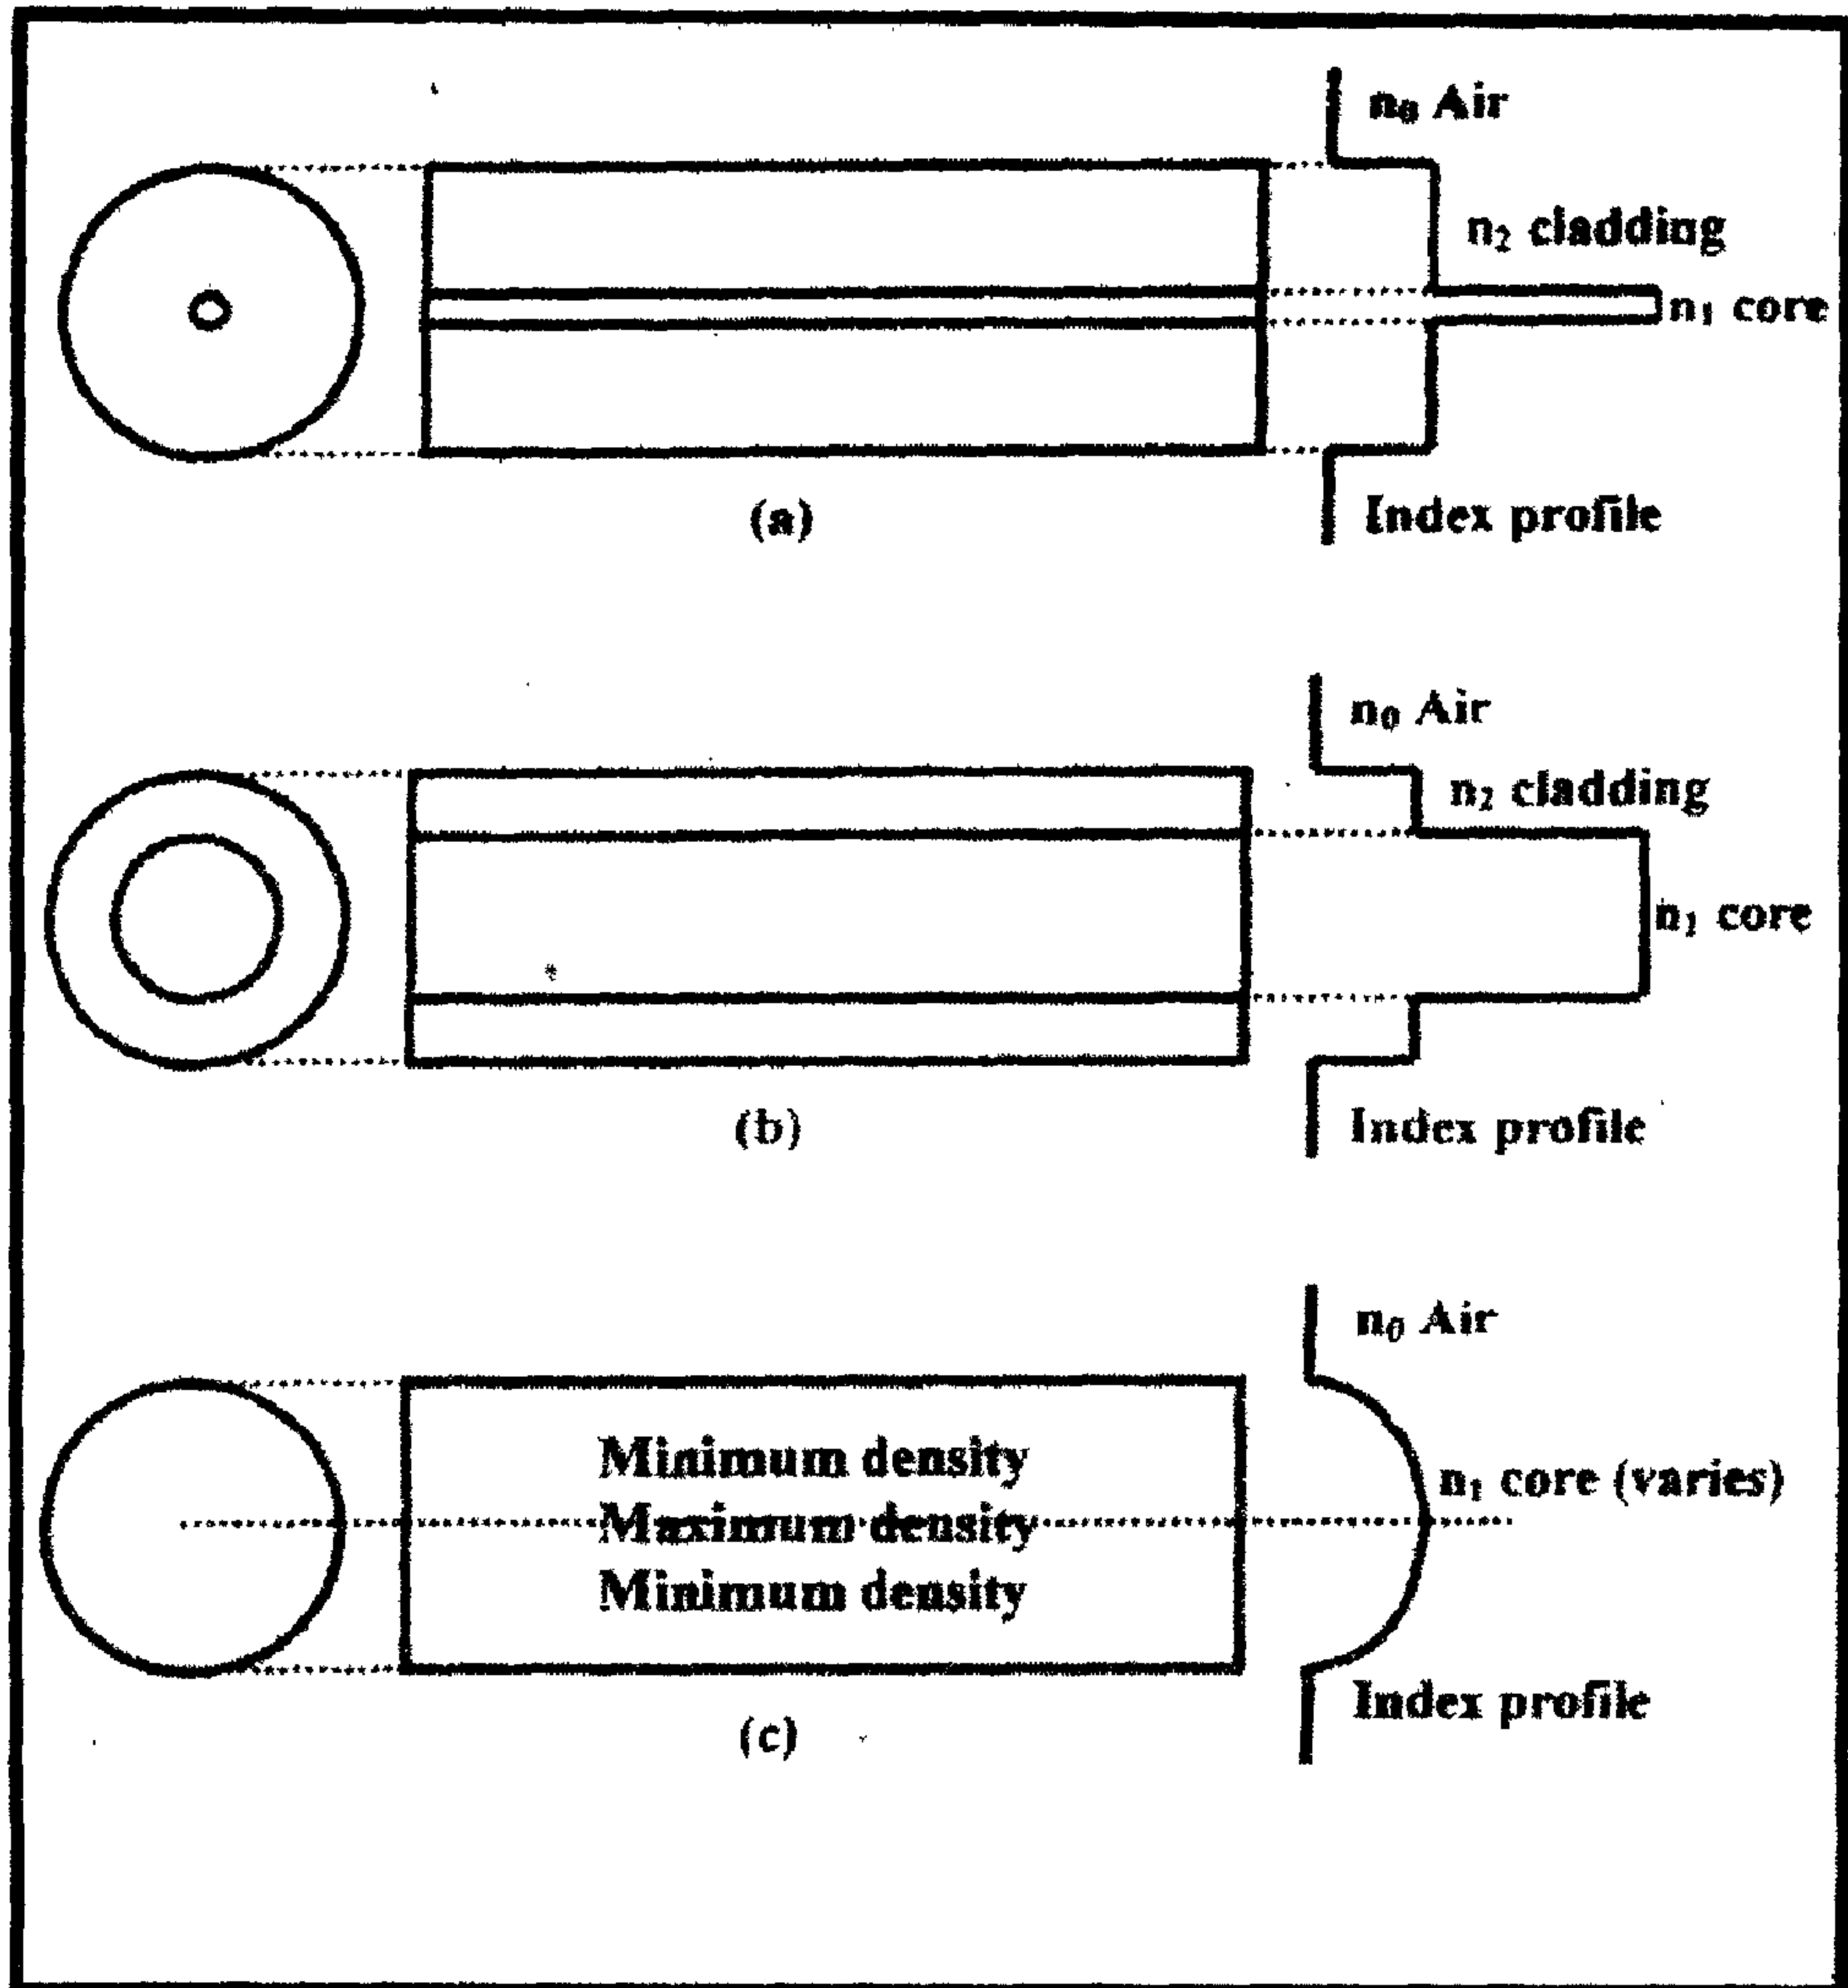 n₀ Air
n₂ cladding
n₁ core
Index profile
(a)
n₀ Air
n₂ cladding
n₁ core
Index profile
(b)
n₀ Air
Minimum density
n₁ core (varies)
Maximum density
Minimum density
Index profile
(c)